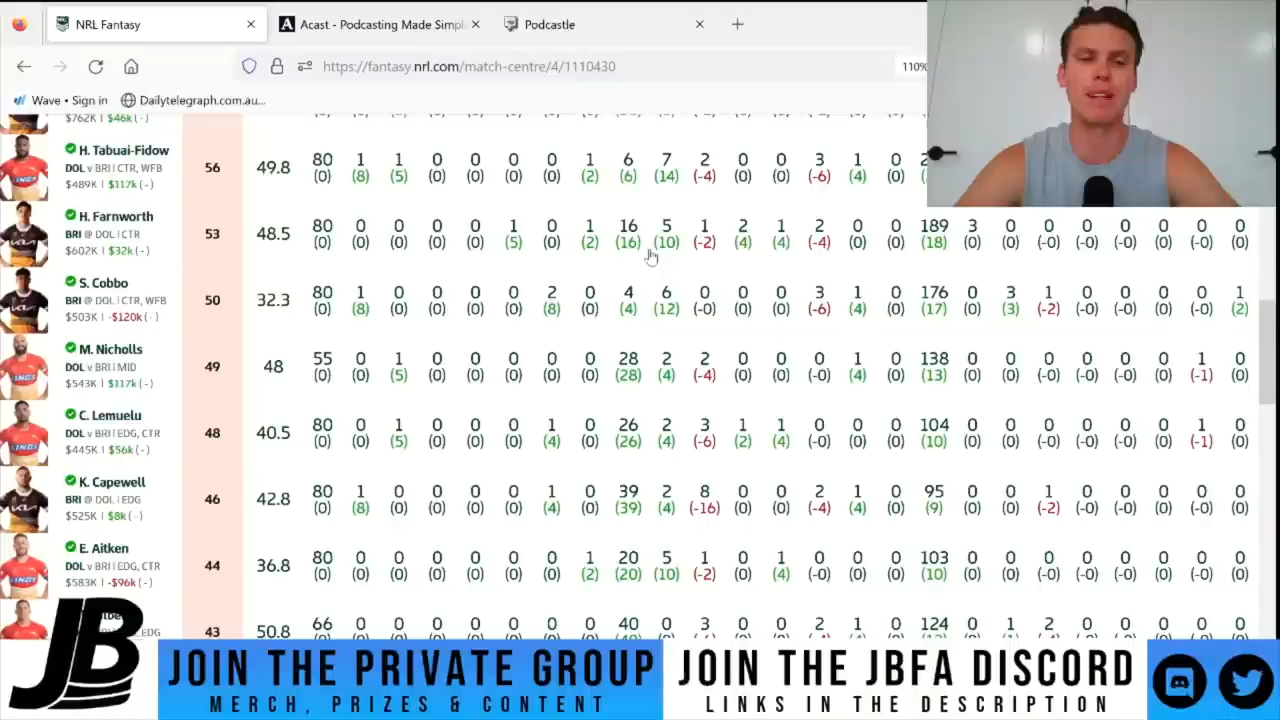 NRL Fantasy
Acast - Podcasting Made Simpl
Podcastle
https://fantasy.nrl.com/match-centre/4/1110430
110%
Wave • Sign in
Dailytelegraph.com.au...
$762K | $46k (-)
H. Tabuai-Fidow
DOL v BRI | CTR, WFB
$489K | $117k (-)
56 49.8 80 1 1 0 0 0 0 1 6 7 2 0 0 3 1 0
(0) (8) (5) (0) (0) (0) (0) (2) (6) (14) (-4) (0) (0) (-6) (4) (0)
H. Farnworth
BRI @ DOL | CTR
$602K | $32k (-)
53 48.5 80 0 0 0 0 1 0 1 16 5 1 2 1 2 0 0 189 3 0 0 0 0 0 0 0
(0) (0) (0) (0) (0) (5) (0) (2) (16) (10) (-2) (4) (4) (-4) (0) (0) (18) (0) (0) (-0) (0) (-0) (0) (-0) (0)
S. Cobbo
BRI @ DOL | CTR, WFB
$503K | -$120k (-)
50 32.3 80 1 0 0 0 0 2 0 4 6 0 0 0 3 1 0 176 0 3 1 0 0 0 0 1
(0) (8) (0) (0) (0) (0) (8) (0) (4) (12) (-0) (0) (0) (-6) (4) (0) (17) (0) (3) (-2) (0) (-0) (0) (-0) (2)
M. Nicholls
DOL v BRI | MID
$543K | $117k (-)
49 48 55 0 1 0 0 0 0 0 28 2 2 0 0 0 1 0 138 0 0 0 0 0 0 1 0
(0) (0) (5) (0) (0) (0) (0) (0) (28) (4) (-4) (0) (0) (-0) (4) (0) (13) (0) (0) (-0) (0) (-0) (0) (-1) (0)
C. Lemuelu
DOL v BRI | EDG, CTR
$445K | $56k (-)
48 40.5 80 0 1 0 0 0 1 0 26 2 3 1 1 0 0 0 104 0 0 0 0 0 0 1 0
(0) (0) (5) (0) (0) (0) (4) (0) (26) (4) (-6) (2) (4) (-0) (0) (0) (10) (0) (0) (-0) (0) (-0) (0) (-1) (0)
K. Capewell
BRI @ DOL | EDG
$525K | $8k (-)
46 42.8 80 1 0 0 0 0 1 0 39 2 8 0 0 2 1 0 95 0 0 1 0 0 0 0 0
(0) (8) (0) (0) (0) (0) (4) (0) (39) (4) (-16) (0) (0) (-4) (4) (0) (9) (0) (0) (-2) (0) (-0) (0) (-0) (0)
E. Aitken
DOL v BRI | EDG, CTR
$583K | -$96k (-)
44 36.8 80 0 0 0 0 0 0 1 20 5 1 0 1 0 0 0 103 0 0 0 0 0 0 0 0
(0) (0) (0) (0) (0) (0) (0) (2) (20) (10) (-2) (0) (4) (-0) (0) (0) (10) (0) (0) (-0) (0) (-0) (0) (-0) (0)
EDG
43 50.8 66 0 0 0 0 0 0 0 40 0 3 0 0 2 1 0 124 0 1 2 0 0 0 0 0
JB
JOIN THE PRIVATE GROUP
MERCH, PRIZES & CONTENT
JOIN THE JBFA DISCORD
LINKS IN THE DESCRIPTION